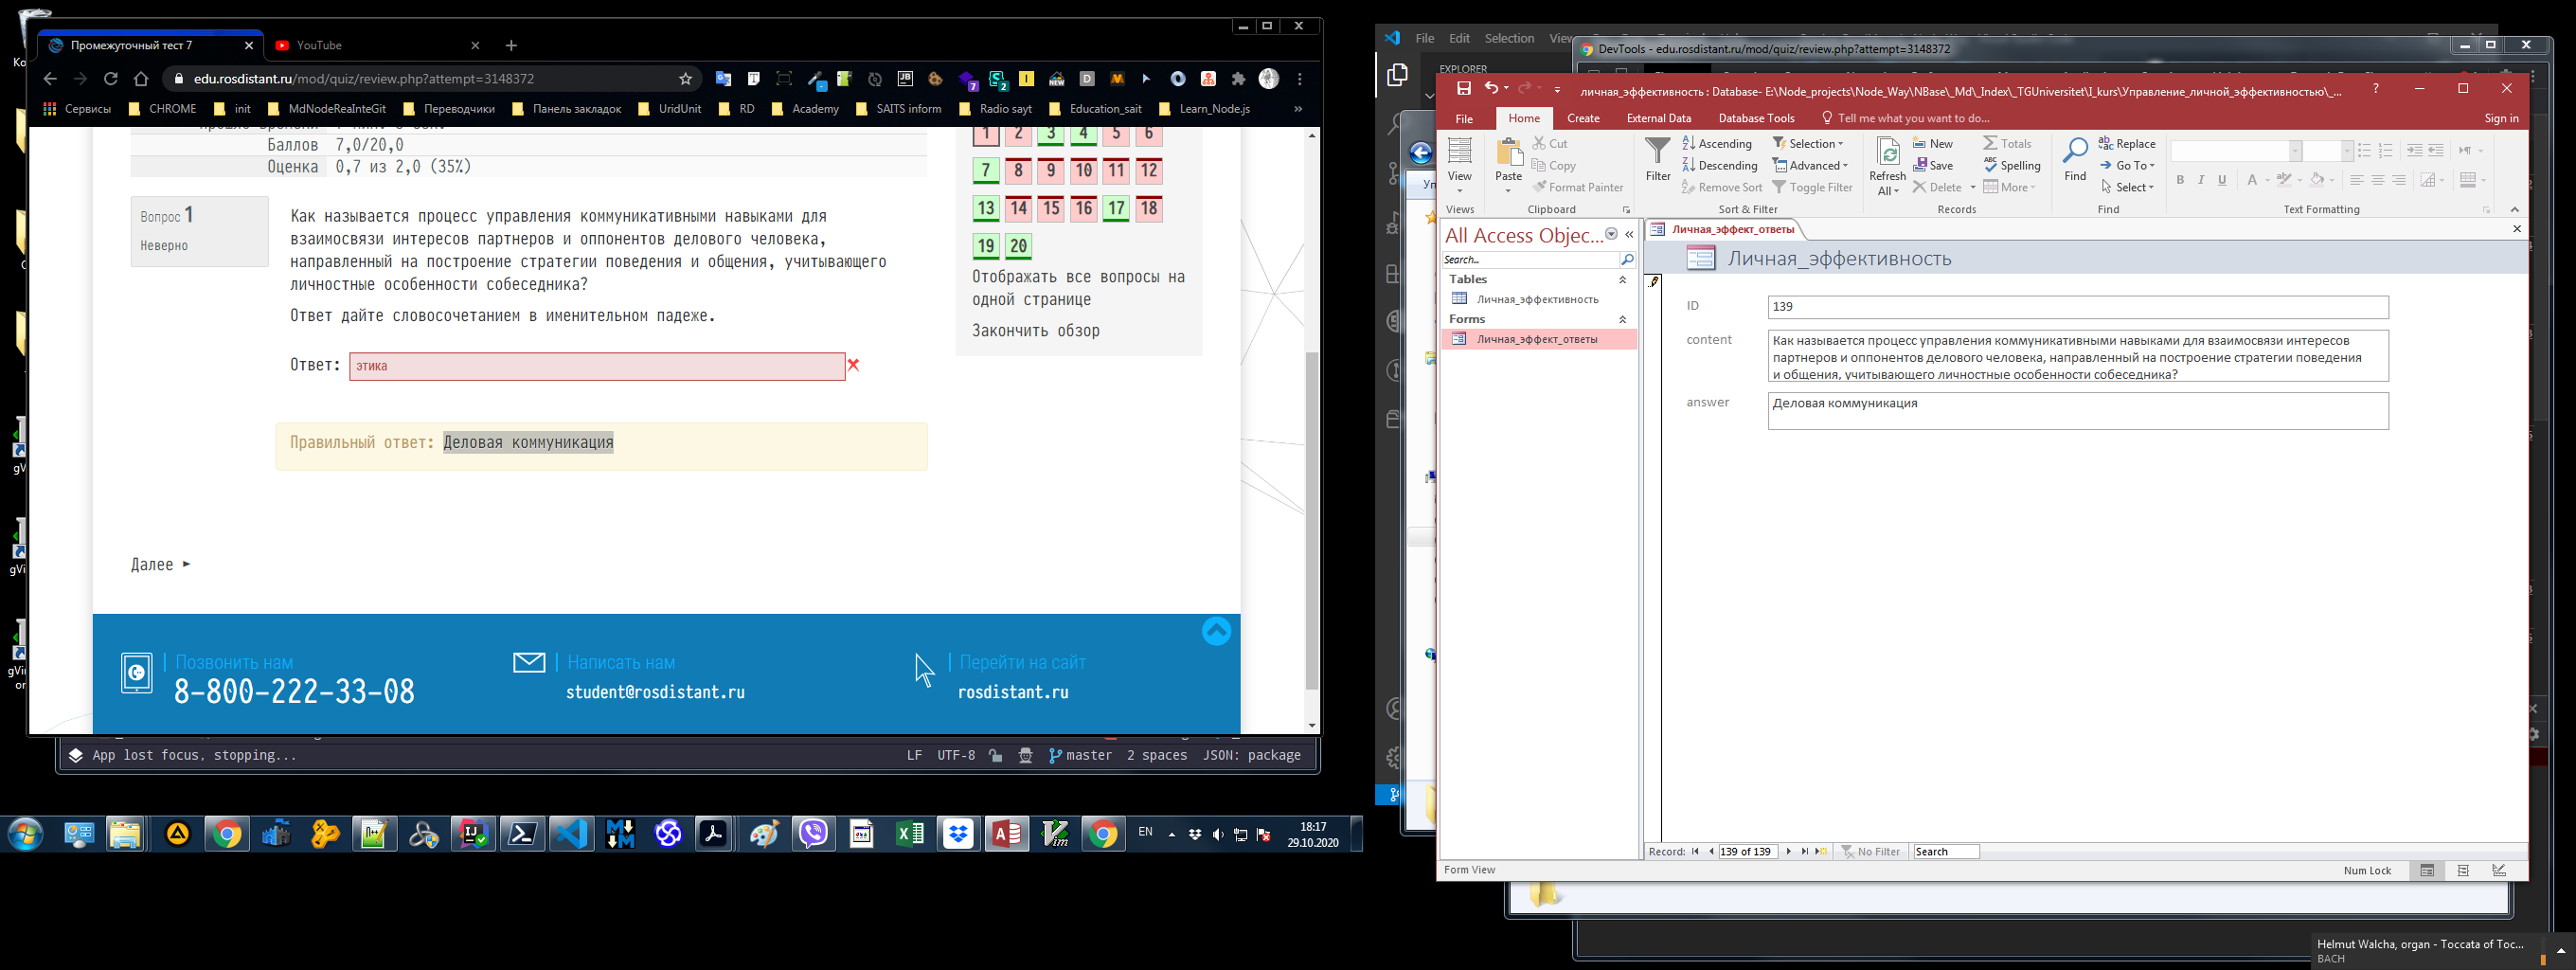 Промежуточный тест 7
YouTube
edu.rosdistant.ru/mod/quiz/review.php?attempt=3148372
Сервисы CHROME init MdNodeReaInteGit Переводчики Панель закладок UridUnit RD Academy SAITS inform Radio sayt Education_sait Learn_Node.js »
Баллов 7,0/20,0
Оценка 0,7 из 2,0 (35%)
Вопрос 1
Неверно
Как называется процесс управления коммуникативными навыками для
взаимосвязи интересов партнеров и оппонентов делового человека,
направленный на построение стратегии поведения и общения, учитывающего
личностные особенности собеседника?
Ответ дайте словосочетанием в именительном падеже.
Ответ: этика
Правильный ответ: Деловая коммуникация
Далее ►
1 2 3 4 5 6
7 8 9 10 11 12
13 14 15 16 17 18
19 20
Отображать все вопросы на
одной странице
Закончить обзор
Позвонить нам
8-800-222-33-08
Написать нам
student@rosdistant.ru
Перейти на сайт
rosdistant.ru
App lost focus, stopping...
LF UTF-8 master 2 spaces JSON: package
EN
18:17
29.10.2020
File Edit Selection
EXPLORER
DevTools - edu.rosdistant.ru/mod/quiz/review.php?attempt=3148372
личная_эффективность : Database- E:\Node_projects\Node_Way\NBase\_Md\_Index\_TGUniversitet\I_kurs\Управление_личной_эффективностью\_...
File Home Create External Data Database Tools Tell me what you want to do... Sign in
View
Views
Paste
Cut
Copy
Format Painter
Clipboard
Filter
Ascending
Descending
Remove Sort
Selection
Advanced
Toggle Filter
Sort & Filter
Refresh
All
New
Save
Delete
Totals
Spelling
More
Records
Find
Replace
Go To
Select
Find
B I U A
Text Formatting
All Access Objec...
Search...
Tables
Личная_эффективность
Forms
Личная_эффект_ответы
Личная_эффект_ответы
Личная_эффективность
ID 139
content Как называется процесс управления коммуникативными навыками для взаимосвязи интересов
партнеров и оппонентов делового человека, направленный на построение стратегии поведения
и общения, учитывающего личностные особенности собеседника?
answer Деловая коммуникация
Record: 139 of 139 No Filter Search
Form View
Num Lock
Helmut Walcha, organ - Toccata of Toc...
BACH